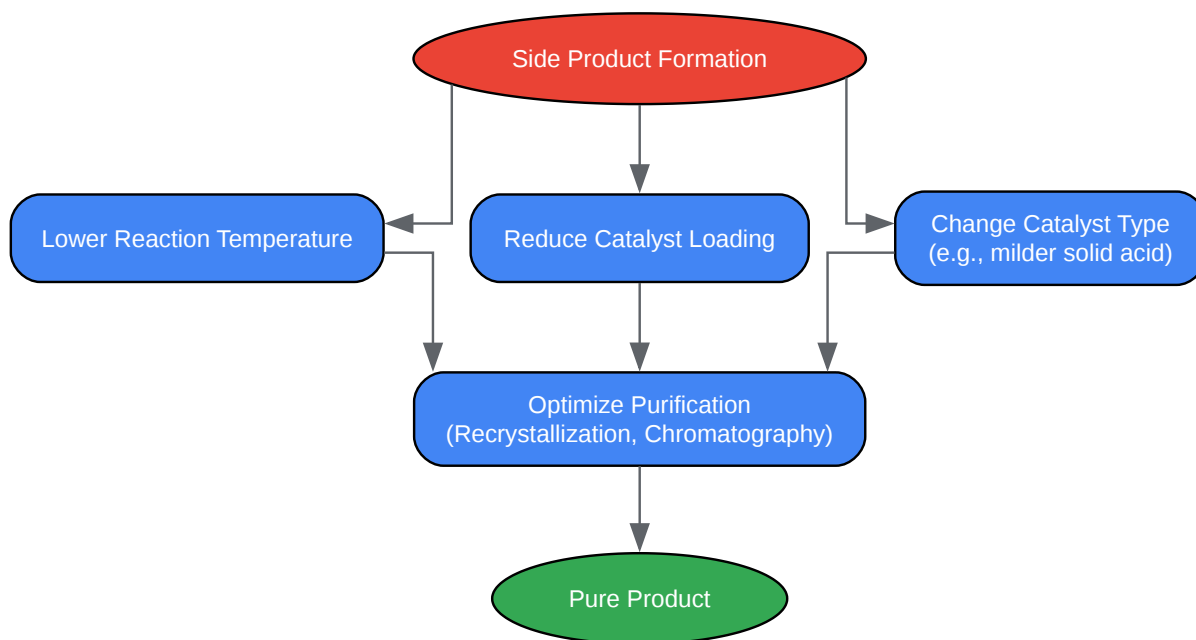 Side Product Formation
Lower Reaction Temperature
Reduce Catalyst Loading
Change Catalyst Type
(e.g., milder solid acid)
Optimize Purification
(Recrystallization, Chromatography)
Pure Product